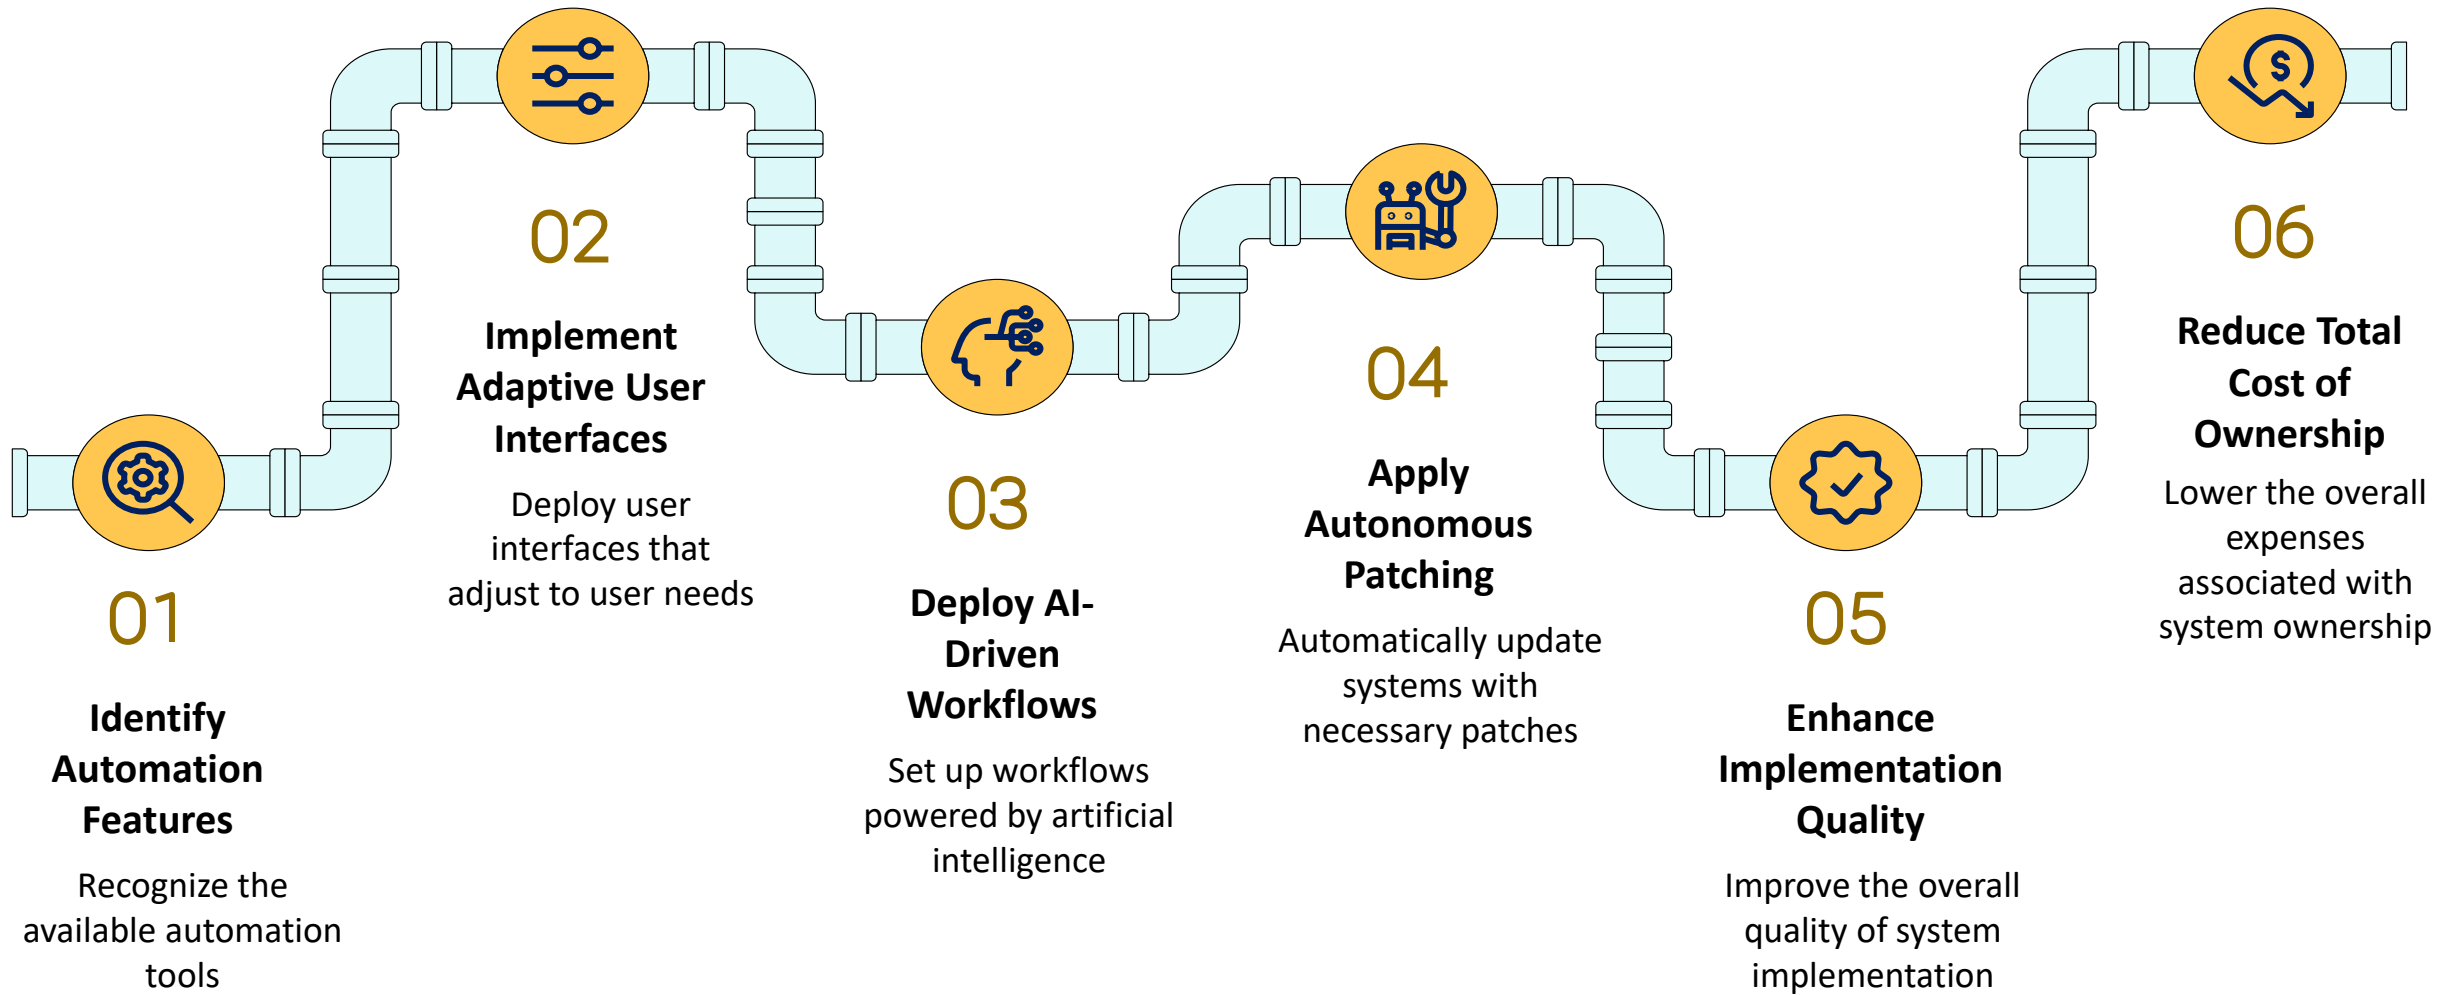 01
Identify
Automation
Features
Recognize the
available automation
tools
02
Implement
Adaptive User
Interfaces
Deploy user
interfaces that
adjust to user needs
03
Deploy AI-
Driven
Workflows
Set up workflows
powered by artificial
intelligence
04
Apply
Autonomous
Patching
Automatically update
systems with
necessary patches
05
Enhance
Implementation
Quality
Improve the overall
quality of system
implementation
$
06
Reduce Total
Cost of
Ownership
Lower the overall
expenses
associated with
system ownership